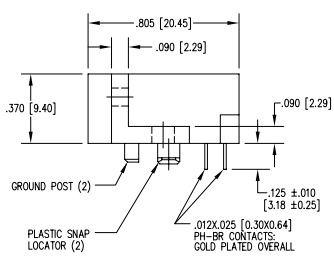 .805 [20.45]
.090 [2.29]
.370 [9.40]
.090 [2.29]
.125 ±.010
[3.18 ±0.25]
GROUND POST (2)
PLASTIC SNAP
LOCATOR (2)
.012X.025 [0.30X0.64]
PH-BR CONTACTS:
GOLD PLATED OVERALL